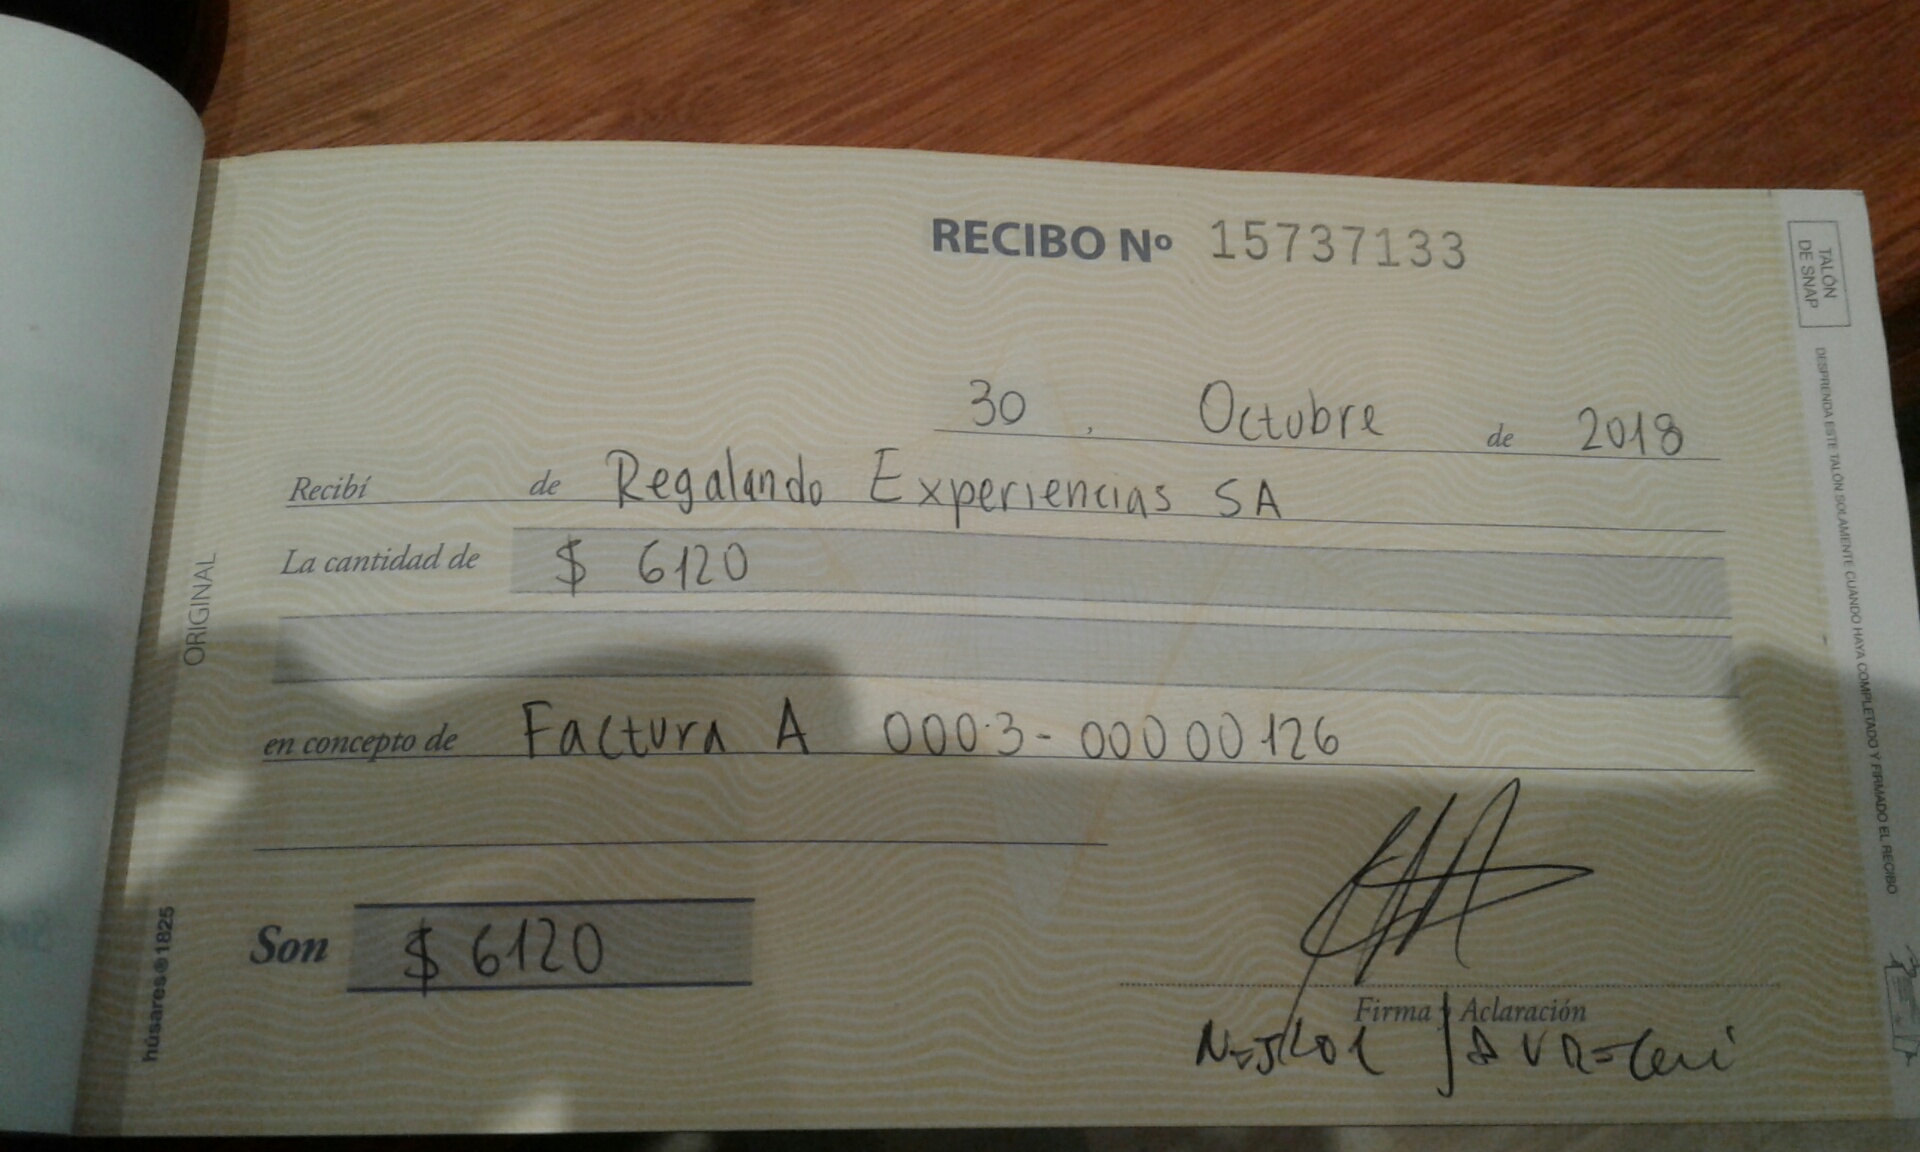 RECIBO Nº 15737133
TALÓN
DE SNAP
30 , Octubre de 2018
Recibí de Regalando Experiencias SA
La cantidad de $ 6120
en concepto de Factura A 0003-00000126
Son $ 6120
Firma y Aclaración
ORIGINAL
húsares®1825
DESPRENDA ESTE TALÓN SOLAMENTE CUANDO HAYA COMPLETADO Y FIRMADO EL RECIBO